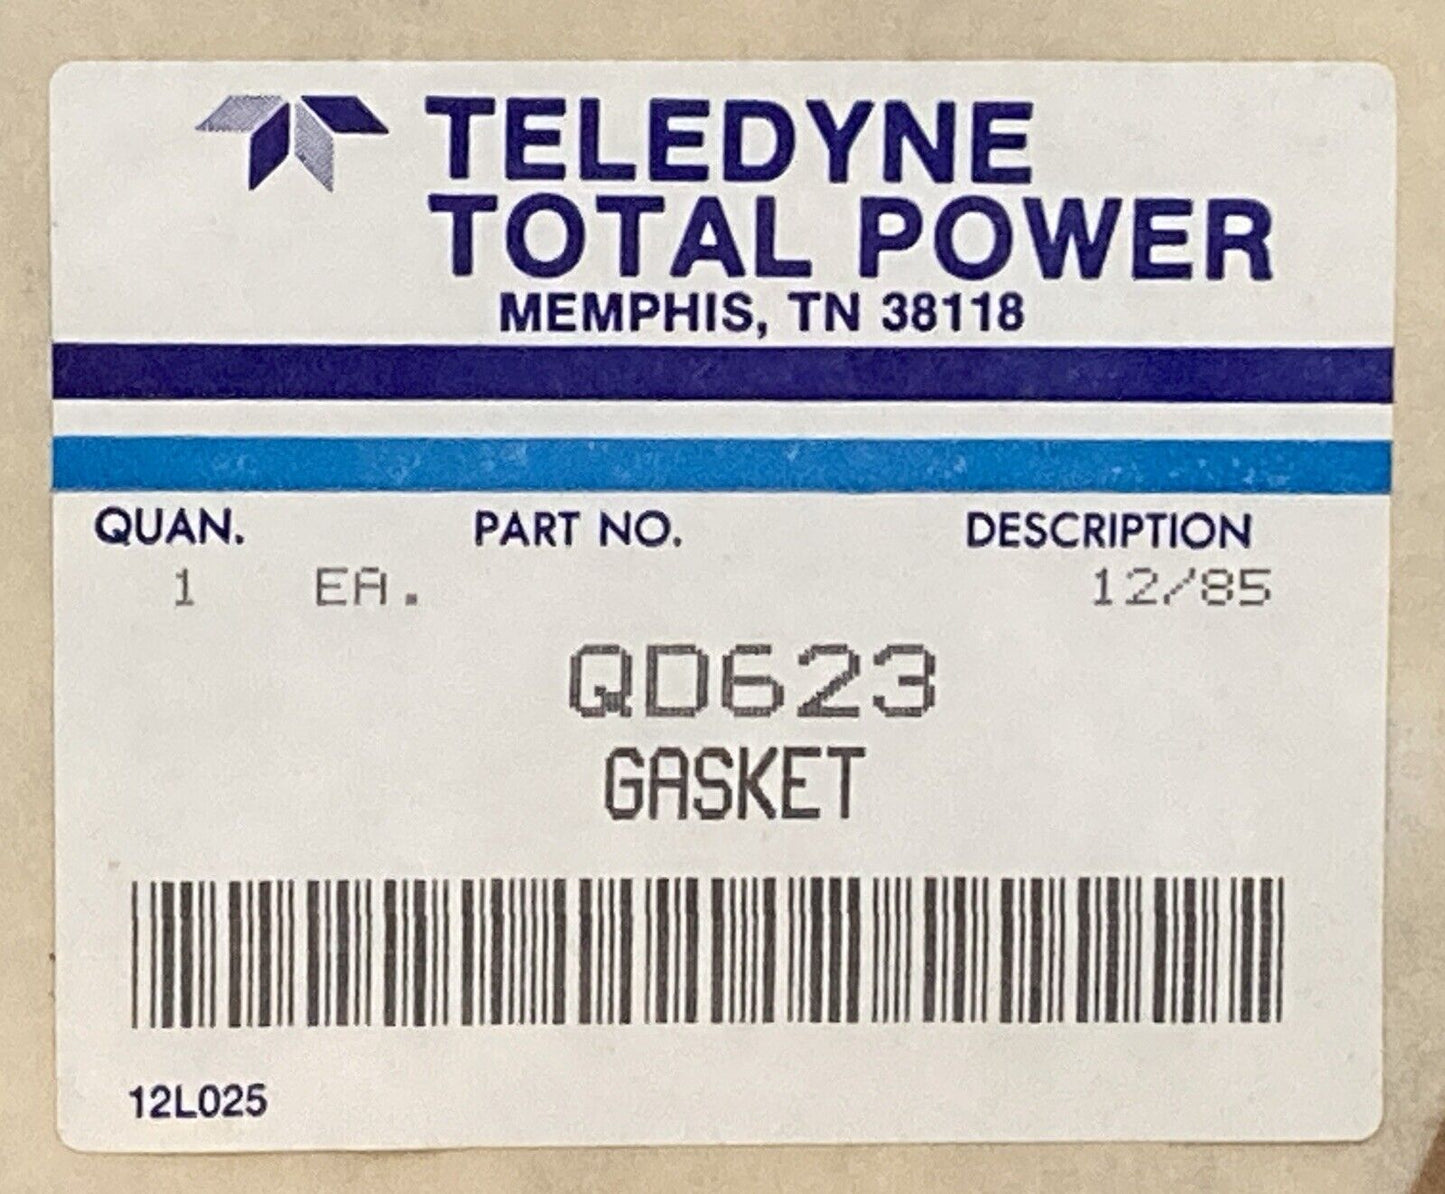 TELEDYNE
TOTAL POWER
MEMPHIS, TN 38118
QUAN. PART NO. DESCRIPTION
1 EA. 12/85
QD623
GASKET
12L025